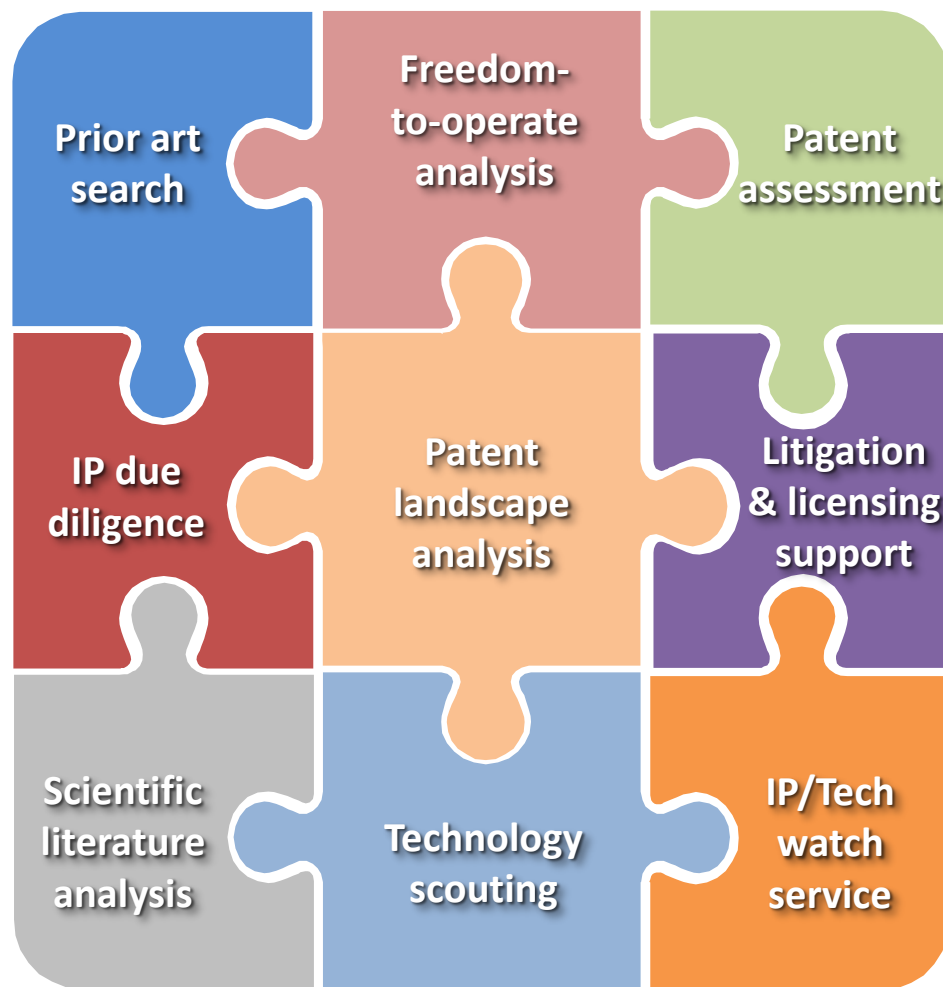 Prior art
search
Freedom-
to-operate
analysis
Patent
assessment
IP due
diligence
Patent
landscape
analysis
Litigation
& licensing
support
Scientific
literature
analysis
Technology
scouting
IP/Tech
watch
service